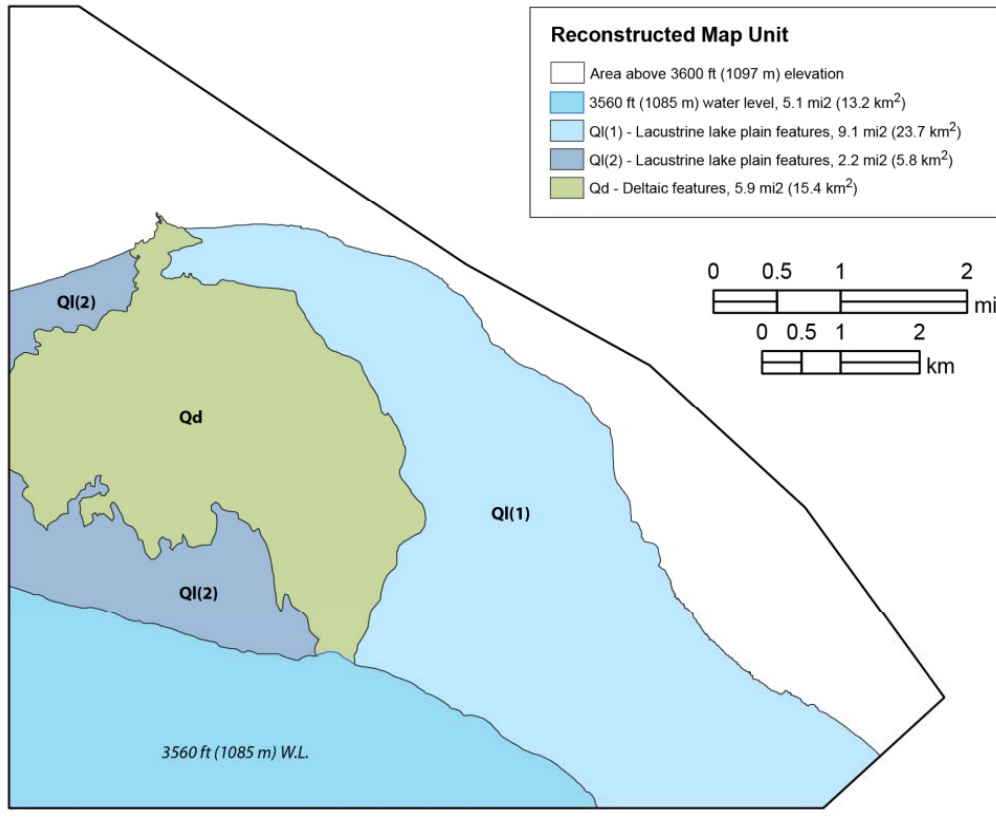 Reconstructed Map Unit
Area above 3600 ft (1097 m) elevation
3560 ft (1085 m) water level, 5.1 mi2 (13.2 km²)
Ql(1) - Lacustrine lake plain features, 9.1 mi2 (23.7 km²)
Ql(2) - Lacustrine lake plain features, 2.2 mi2 (5.8 km²)
Qd - Deltaic features, 5.9 mi2 (15.4 km²)
0 0.5 1 2
mi
0 0.5 1 2
km
Ql(2)
Qd
Ql(1)
Ql(2)
3560 ft (1085 m) W.L.